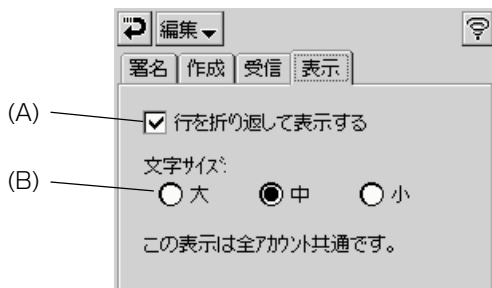 編集
署名 作成 受信 表示
(A) 行を折り返して表示する
文字ｻｲｽﾞ:
(B) 大 中 小
この表示は全ｱｶｳﾝﾄ共通です。